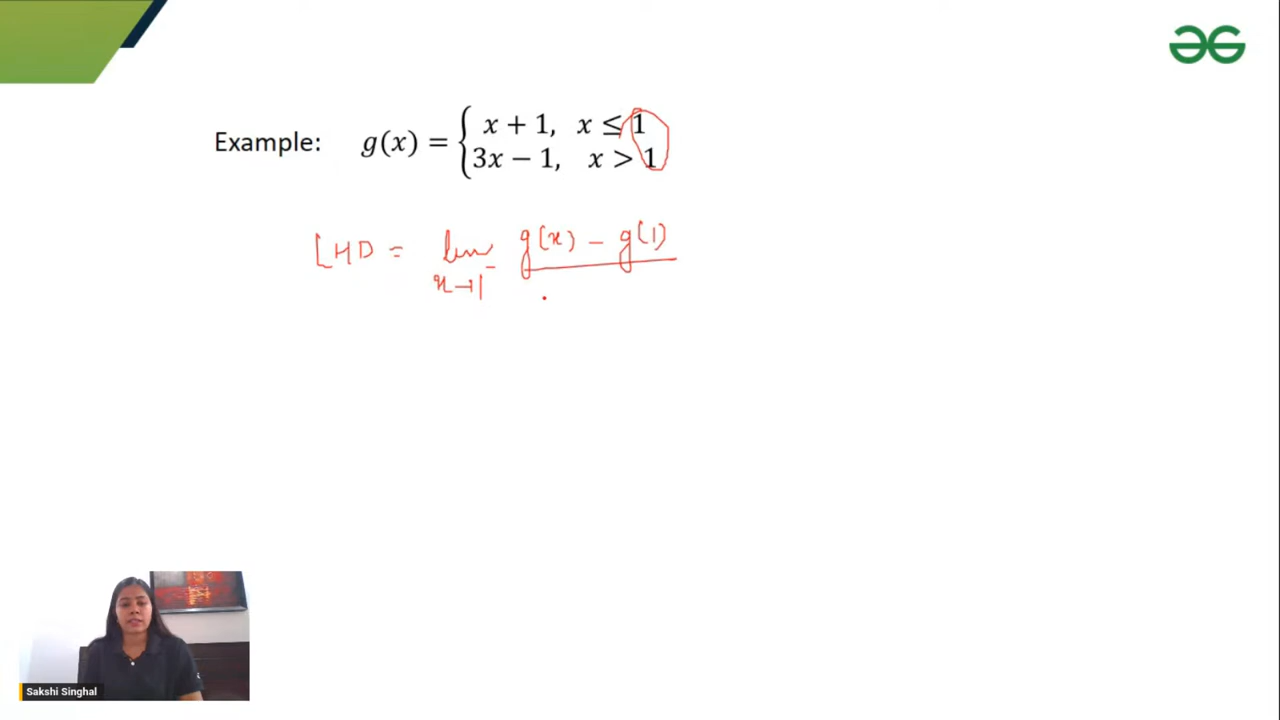 Example: g(x) = { x + 1, x ≤ 1
3x − 1, x > 1
LHD = lim x→1⁻ g(x) − g(1)
Sakshi Singhal